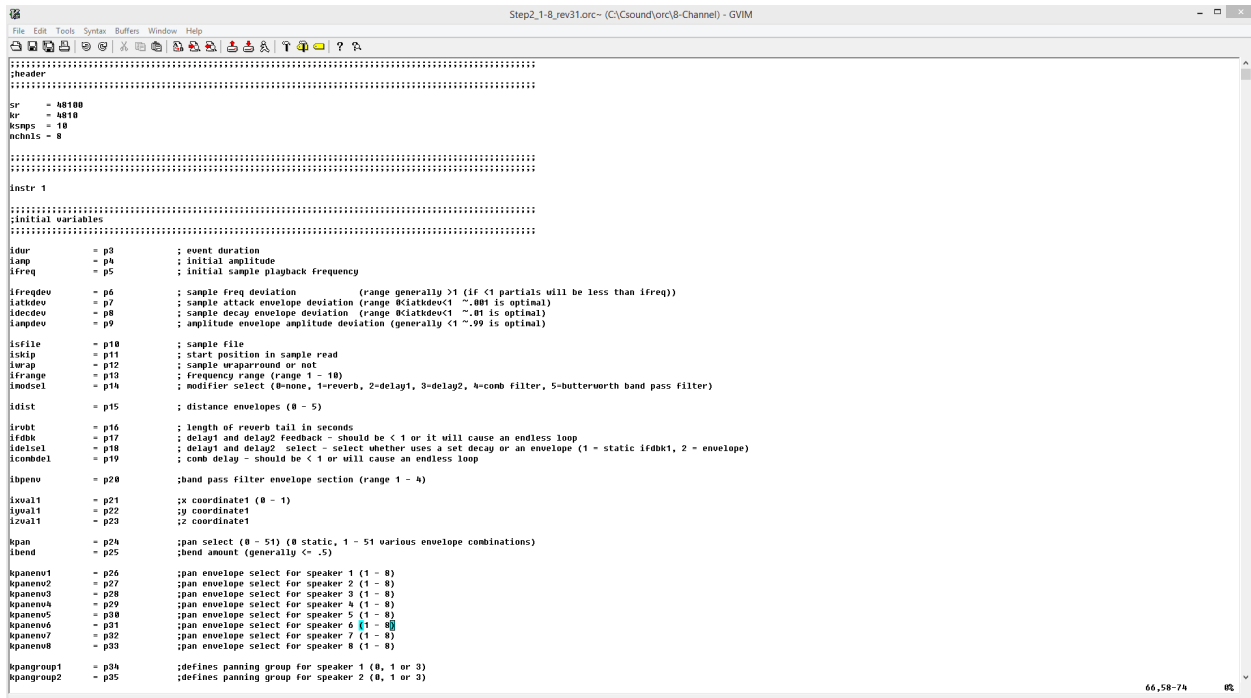 Step2_1-8_rev31.orc~ (C:\Csound\orc\8-Channel) - GVIM
File Edit Tools Syntax Buffers Window Help
;;;;;;;;;;;;;;;;;;;;;;;;;;;;;;;;;;;;;;;;;;;;;;;;;;;;;;;;;;;;;;;;;;;;;;;;;;;;;;;;;;;;;;;;;;;;;;;;;;;;;
;header
;;;;;;;;;;;;;;;;;;;;;;;;;;;;;;;;;;;;;;;;;;;;;;;;;;;;;;;;;;;;;;;;;;;;;;;;;;;;;;;;;;;;;;;;;;;;;;;;;;;;;
sr = 48100
kr = 4810
ksmps = 10
nchnls = 8
;;;;;;;;;;;;;;;;;;;;;;;;;;;;;;;;;;;;;;;;;;;;;;;;;;;;;;;;;;;;;;;;;;;;;;;;;;;;;;;;;;;;;;;;;;;;;;;;;;;;;
;;;;;;;;;;;;;;;;;;;;;;;;;;;;;;;;;;;;;;;;;;;;;;;;;;;;;;;;;;;;;;;;;;;;;;;;;;;;;;;;;;;;;;;;;;;;;;;;;;;;;
instr 1
;;;;;;;;;;;;;;;;;;;;;;;;;;;;;;;;;;;;;;;;;;;;;;;;;;;;;;;;;;;;;;;;;;;;;;;;;;;;;;;;;;;;;;;;;;;;;;;;;;;;;
;initial variables
;;;;;;;;;;;;;;;;;;;;;;;;;;;;;;;;;;;;;;;;;;;;;;;;;;;;;;;;;;;;;;;;;;;;;;;;;;;;;;;;;;;;;;;;;;;;;;;;;;;;;
idur = p3 ; event duration
iamp = p4 ; initial amplitude
ifreq = p5 ; initial sample playback frequency
ifreqdev = p6 ; sample freq deviation (range generally >1 (if <1 partials will be less than ifreq))
iatkdev = p7 ; sample attack envelope deviation (range 0<iatkdev<1 ~.001 is optimal)
idecdev = p8 ; sample decay envelope deviation (range 0<iatkdev<1 ~.01 is optimal)
iampdev = p9 ; amplitude envelope amplitude deviation (generally <1 ~.99 is optimal)
isfile = p10 ; sample file
iskip = p11 ; start position in sample read
iwrap = p12 ; sample wraparround or not
ifrange = p13 ; frequency range (range 1 - 10)
imodsel = p14 ; modifier select (0=none, 1=reverb, 2=delay1, 3=delay2, 4=comb filter, 5=butterworth band pass filter)
idist = p15 ; distance envelopes (0 - 5)
irvbt = p16 ; length of reverb tail in seconds
ifdbk = p17 ; delay1 and delay2 feedback - should be < 1 or it will cause an endless loop
idelsel = p18 ; delay1 and delay2 select - select whether uses a set decay or an envelope (1 = static ifdbk1, 2 = envelope)
icombdel = p19 ; comb delay - should be < 1 or will cause an endless loop
ibpenv = p20 ;band pass filter envelope section (range 1 - 4)
ixval1 = p21 ;x coordinate1 (0 - 1)
iyval1 = p22 ;y coordinate1
izval1 = p23 ;z coordinate1
kpan = p24 ;pan select (0 - 51) (0 static, 1 - 51 various envelope combinations)
ibend = p25 ;bend amount (generally <= .5)
kpanenv1 = p26 ;pan envelope select for speaker 1 (1 - 8)
kpanenv2 = p27 ;pan envelope select for speaker 2 (1 - 8)
kpanenv3 = p28 ;pan envelope select for speaker 3 (1 - 8)
kpanenv4 = p29 ;pan envelope select for speaker 4 (1 - 8)
kpanenv5 = p30 ;pan envelope select for speaker 5 (1 - 8)
kpanenv6 = p31 ;pan envelope select for speaker 6 (1 - 8)
kpanenv7 = p32 ;pan envelope select for speaker 7 (1 - 8)
kpanenv8 = p33 ;pan envelope select for speaker 8 (1 - 8)
kpangroup1 = p34 ;defines panning group for speaker 1 (0, 1 or 3)
kpangroup2 = p35 ;defines panning group for speaker 2 (0, 1 or 3)
66,58-74 0%